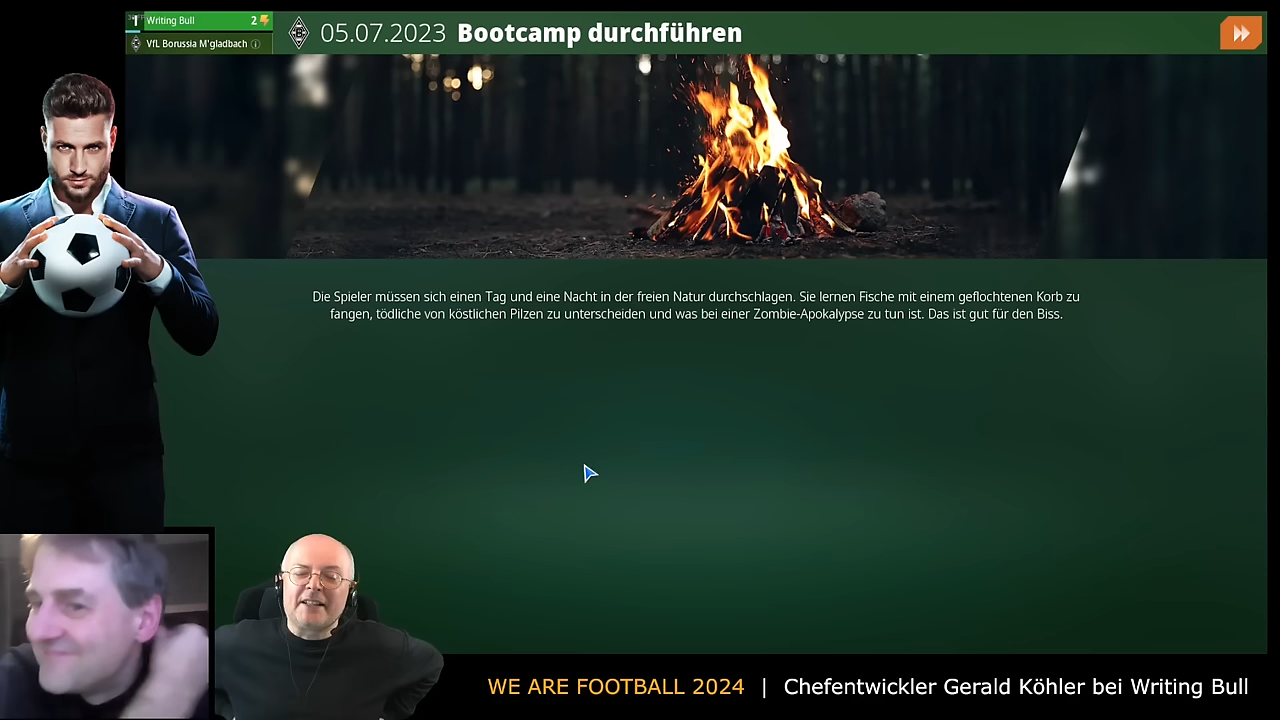 1 Writing Bull 2
VfL Borussia M'gladbach
05.07.2023 Bootcamp durchführen
Die Spieler müssen sich einen Tag und eine Nacht in der freien Natur durchschlagen. Sie lernen Fische mit einem geflochtenen Korb zu
fangen, tödliche von köstlichen Pilzen zu unterscheiden und was bei einer Zombie-Apokalypse zu tun ist. Das ist gut für den Biss.
WE ARE FOOTBALL 2024 | Chefentwickler Gerald Köhler bei Writing Bull